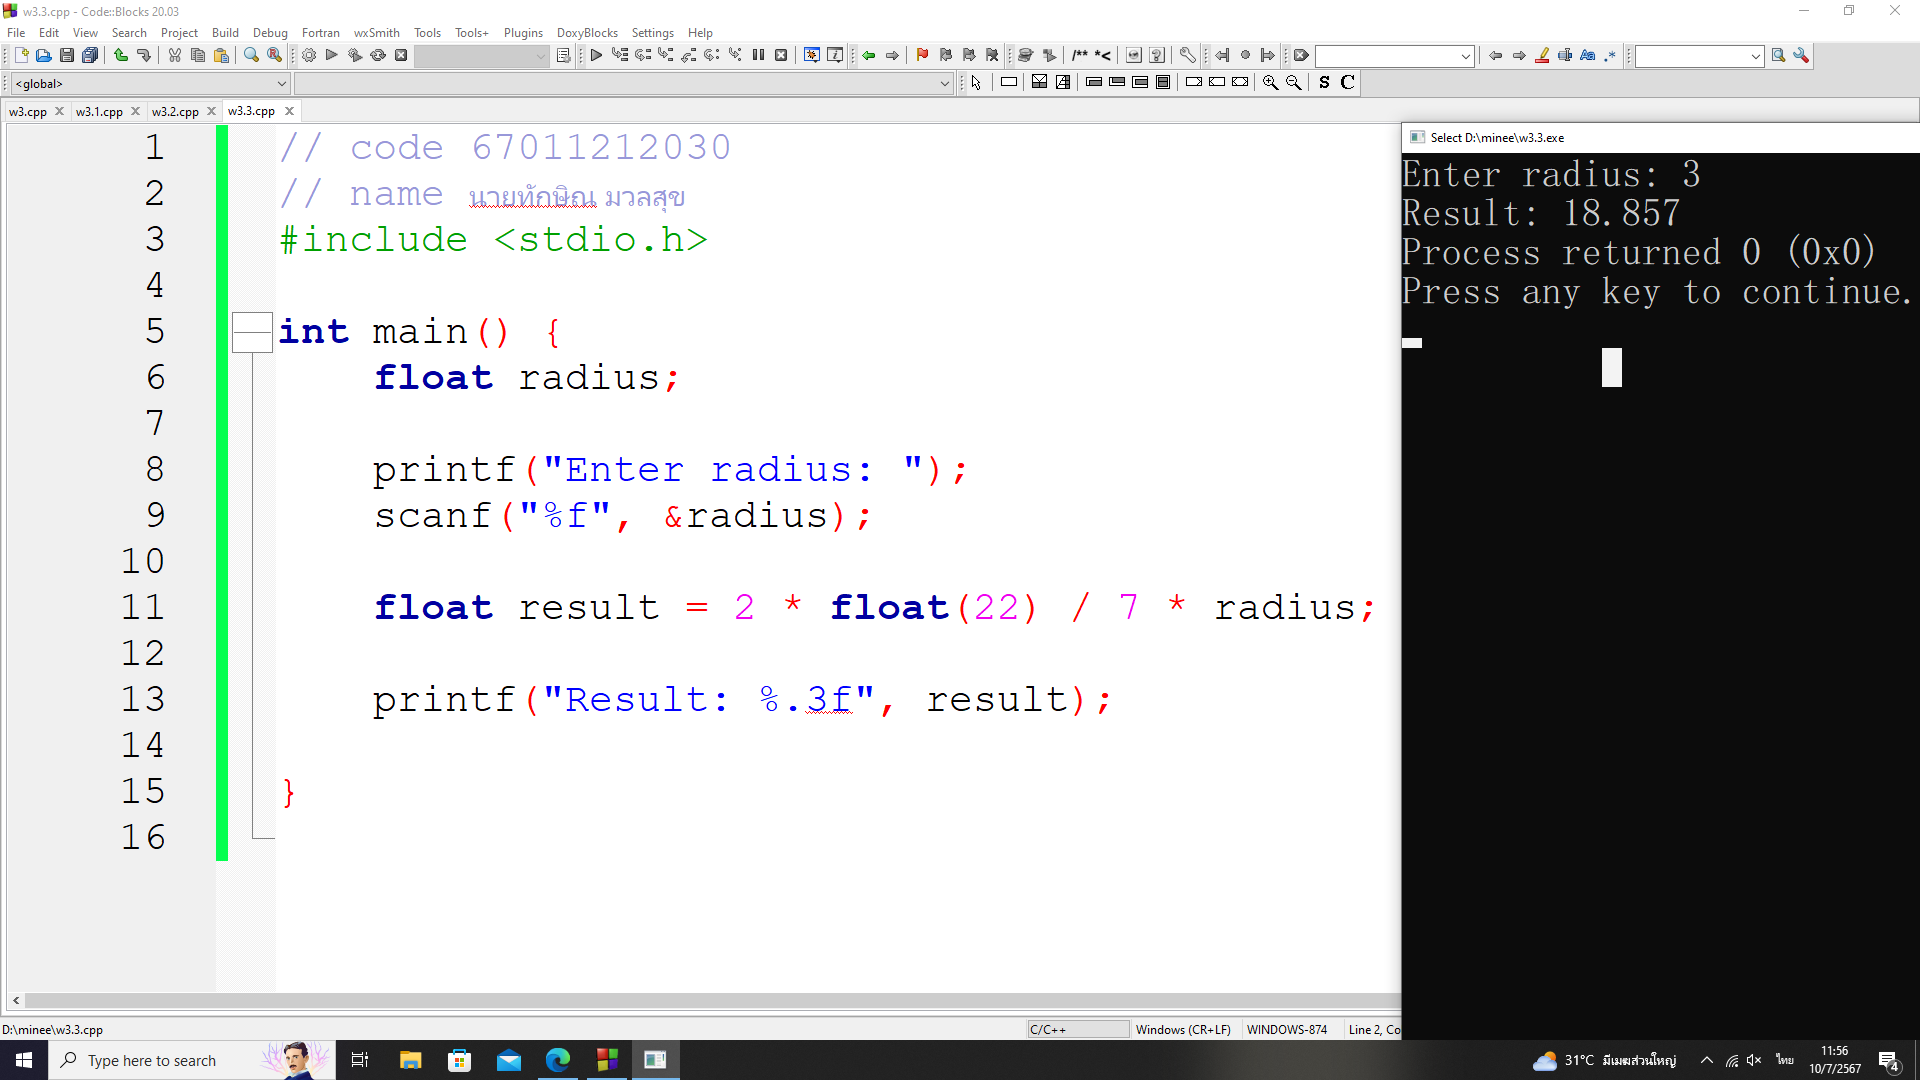 w3.3.cpp - Code::Blocks 20.03
File Edit View Search Project Build Debug Fortran wxSmith Tools Tools+ Plugins DoxyBlocks Settings Help
/** *<
Aa .*
<global>
S C
w3.cpp w3.1.cpp w3.2.cpp w3.3.cpp
1 // code 67011212030
2 // name นายทักษิณ มวลสุข
3 #include <stdio.h>
4
5 int main() {
6 float radius;
7
8 printf("Enter radius: ");
9 scanf("%f", &radius);
10
11 float result = 2 * float(22) / 7 * radius;
12
13 printf("Result: %.3f", result);
14
15 }
16
Select D:\minee\w3.3.exe
Enter radius: 3
Result: 18.857
Process returned 0 (0x0)
Press any key to continue.
D:\minee\w3.3.cpp C/C++ Windows (CR+LF) WINDOWS-874 Line 2, Co
Type here to search
31°C มีเมฆส่วนใหญ่ ไทย 11:56
10/7/2567 4